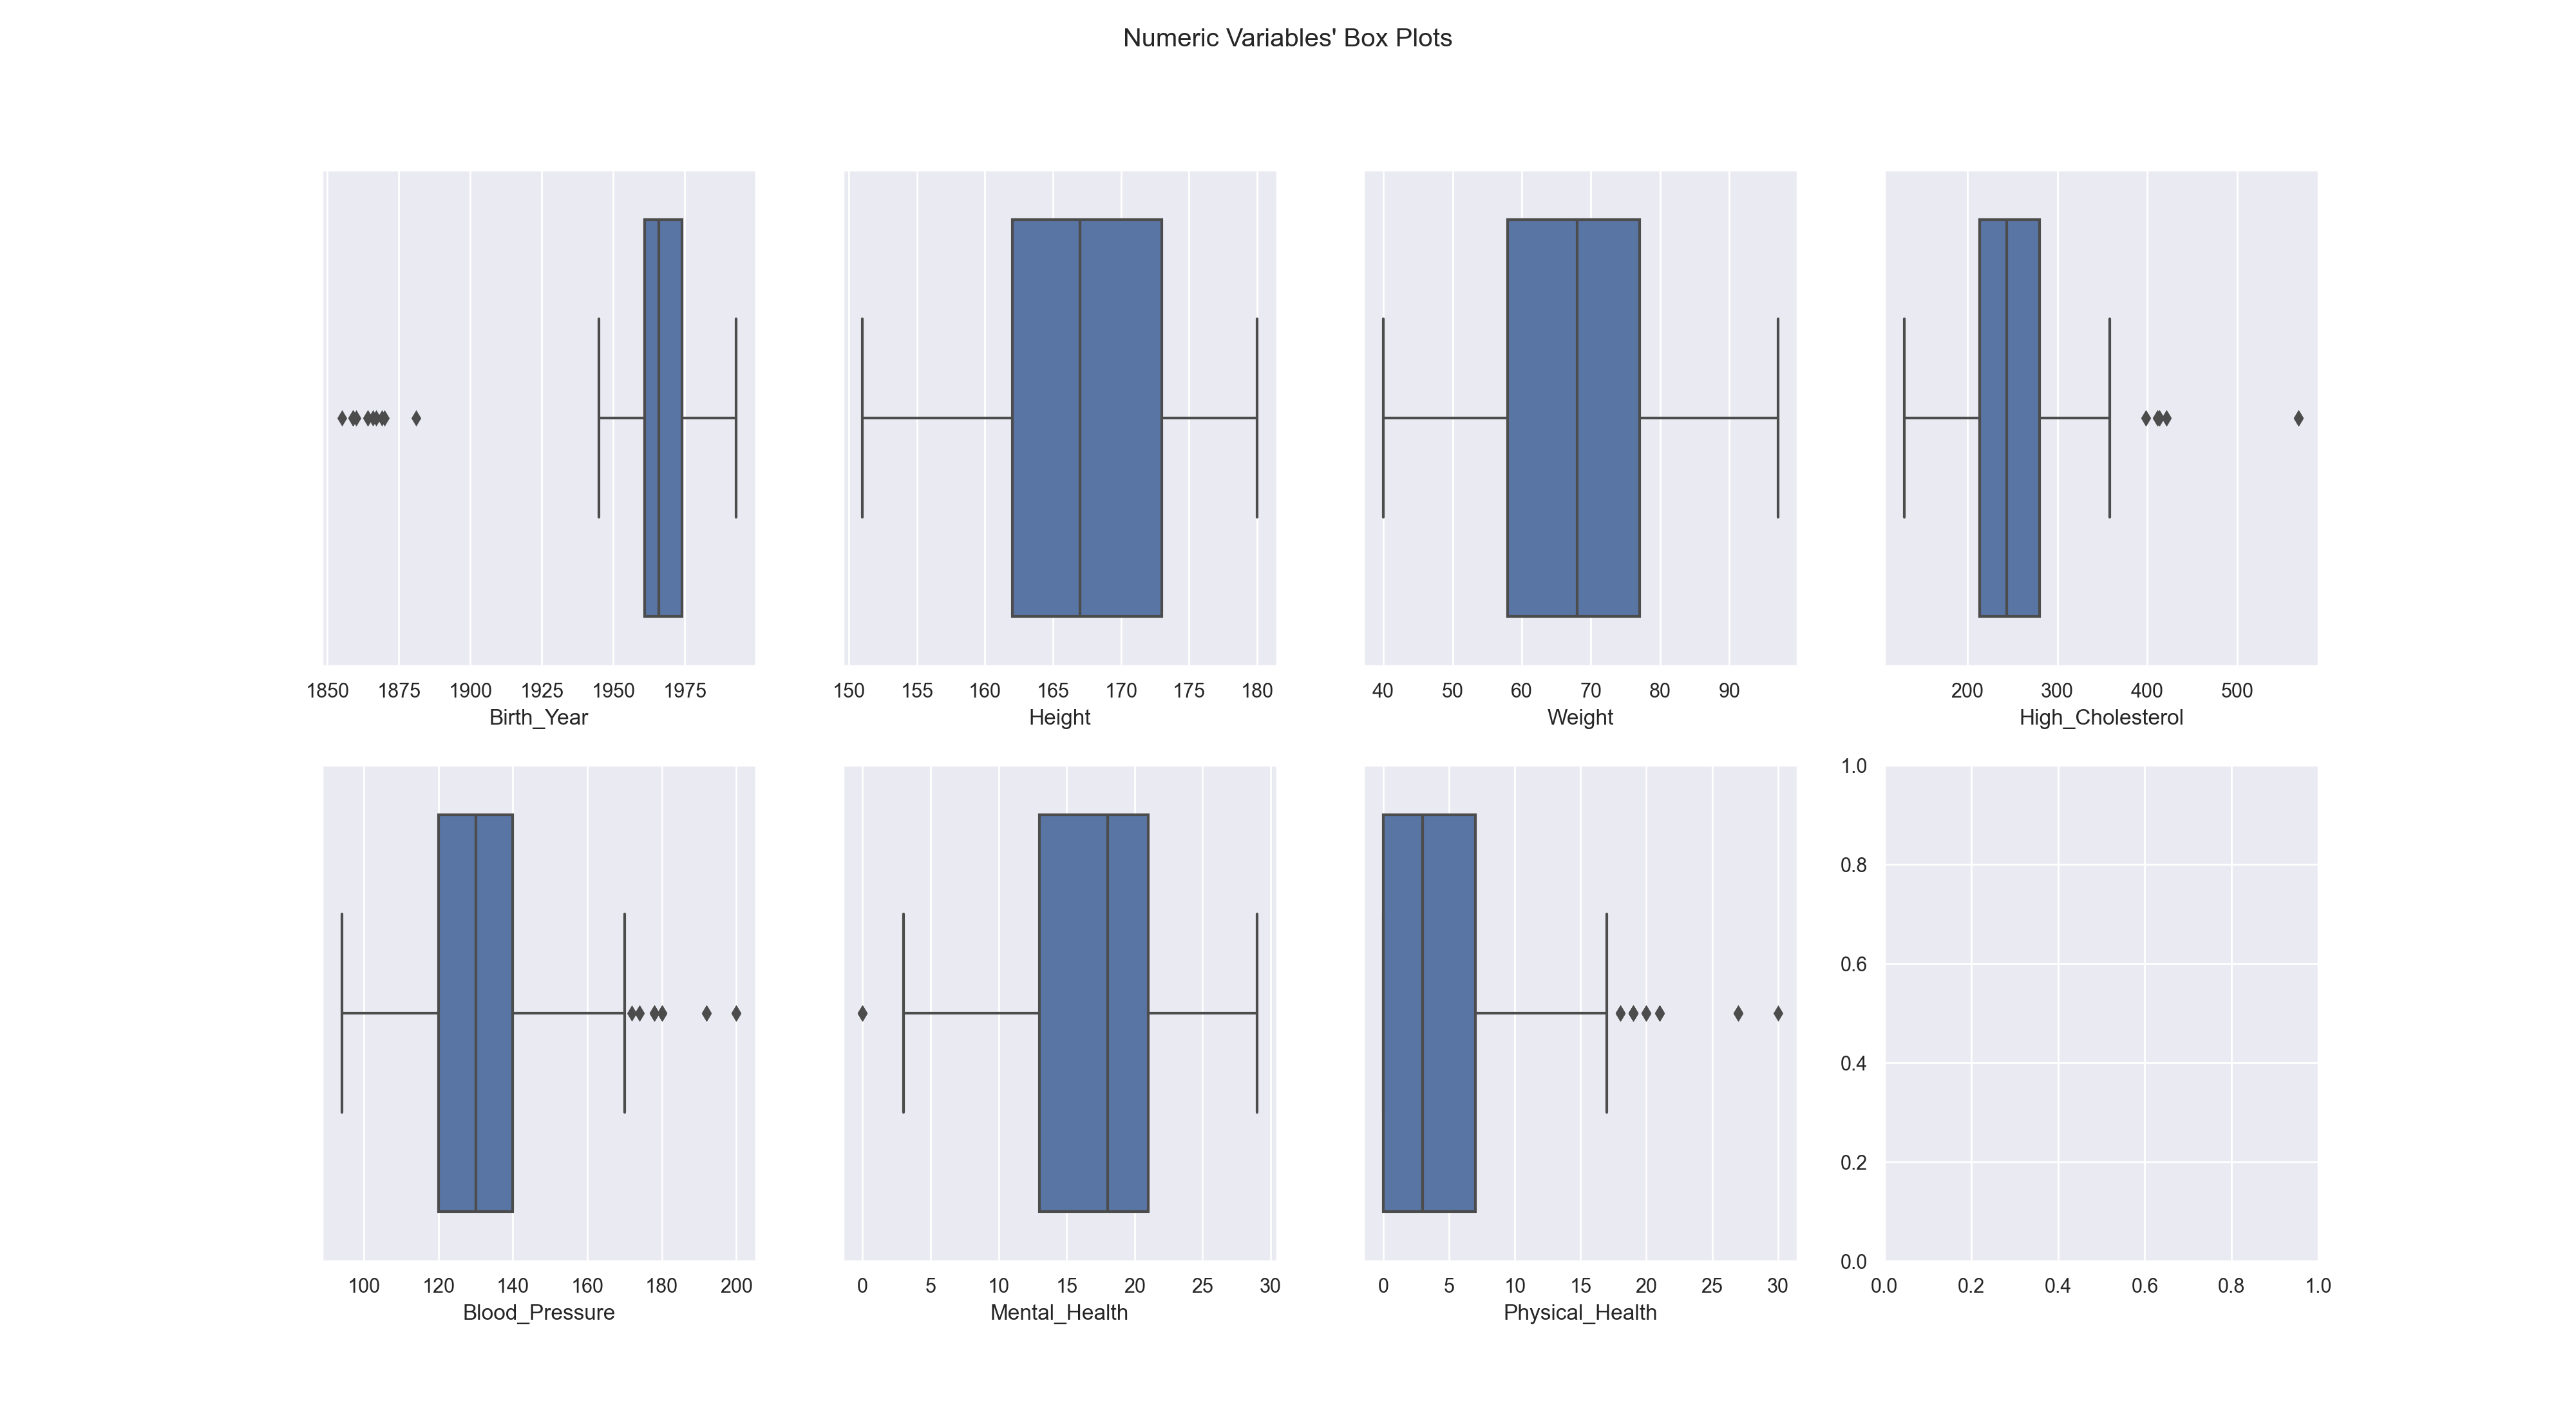 Numeric Variables' Box Plots
1850 1875 1900 1925 1950 1975
Birth_Year
150 155 160 165 170 175 180
Height
40 50 60 70 80 90
Weight
200 300 400 500
High_Cholesterol
100 120 140 160 180 200
Blood_Pressure
0 5 10 15 20 25 30
Mental_Health
0 5 10 15 20 25 30
Physical_Health
1.0
0.8
0.6
0.4
0.2
0.0
0.0 0.2 0.4 0.6 0.8 1.0